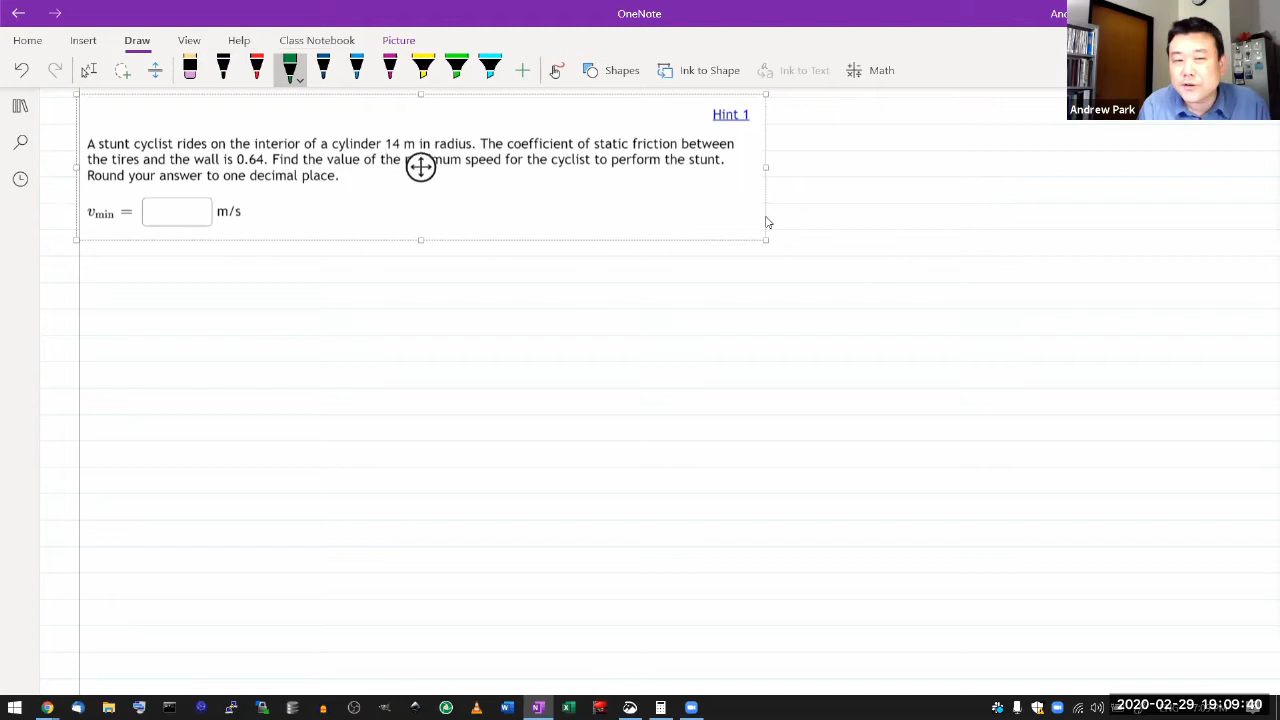 OneNote
An
Home Insert Draw View Help Class Notebook Picture
Shapes Ink to Shape Ink to Text Math
Andrew Park
Hint 1
A stunt cyclist rides on the interior of a cylinder 14 m in radius. The coefficient of static friction between
the tires and the wall is 0.64. Find the value of the mum speed for the cyclist to perform the stunt.
Round your answer to one decimal place.
vmin = m/s
2020-02-29 19:09:40